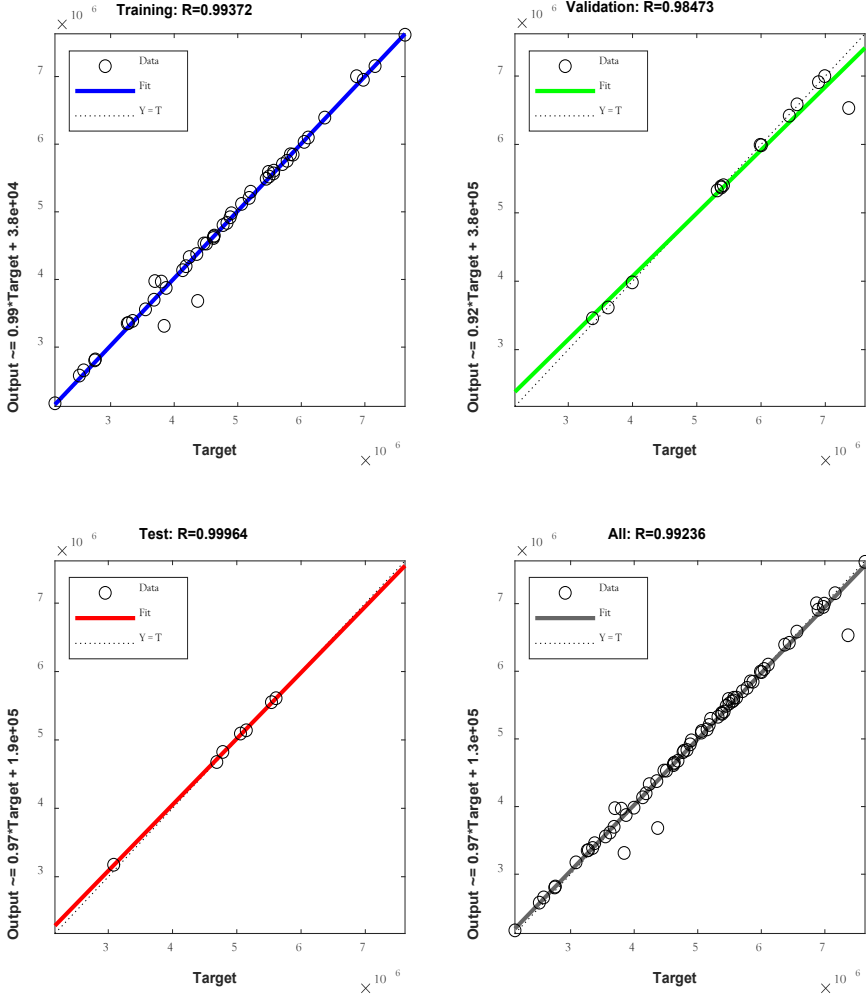 Training: R=0.99372
× 10 6
Data
Fit
Y = T
7
6
5
4
3
Output ~= 0.99*Target + 3.8e+04
3 4 5 6 7
Target
× 10 6
Validation: R=0.98473
× 10 6
Data
Fit
Y = T
7
6
5
4
3
Output ~= 0.92*Target + 3.8e+05
3 4 5 6 7
Target
× 10 6
Test: R=0.99964
× 10 6
Data
Fit
Y = T
7
6
5
4
3
Output ~= 0.97*Target + 1.9e+05
3 4 5 6 7
Target
× 10 6
All: R=0.99236
× 10 6
Data
Fit
Y = T
7
6
5
4
3
Output ~= 0.97*Target + 1.3e+05
3 4 5 6 7
Target
× 10 6